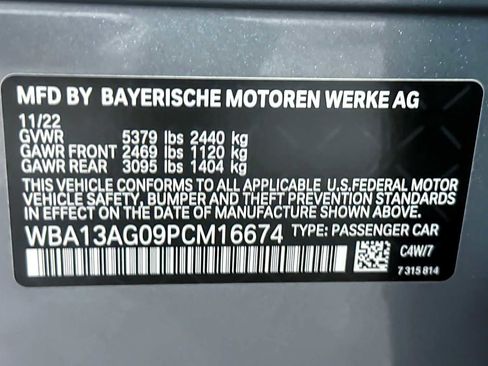 MFD BY BAYERISCHE MOTOREN WERKE AG
11/22
GVWR 5379 lbs 2440 kg
GAWR FRONT 2469 lbs 1120 kg
GAWR REAR 3095 lbs 1404 kg
THIS VEHICLE CONFORMS TO ALL APPLICABLE U.S.FEDERAL MOTOR
VEHICLE SAFETY, BUMPER AND THEFT PREVENTION STANDARDS
IN EFFECT ON THE DATE OF MANUFACTURE SHOWN ABOVE.
WBA13AG09PCM16674 TYPE: PASSENGER CAR
C4W/7
7 315 814